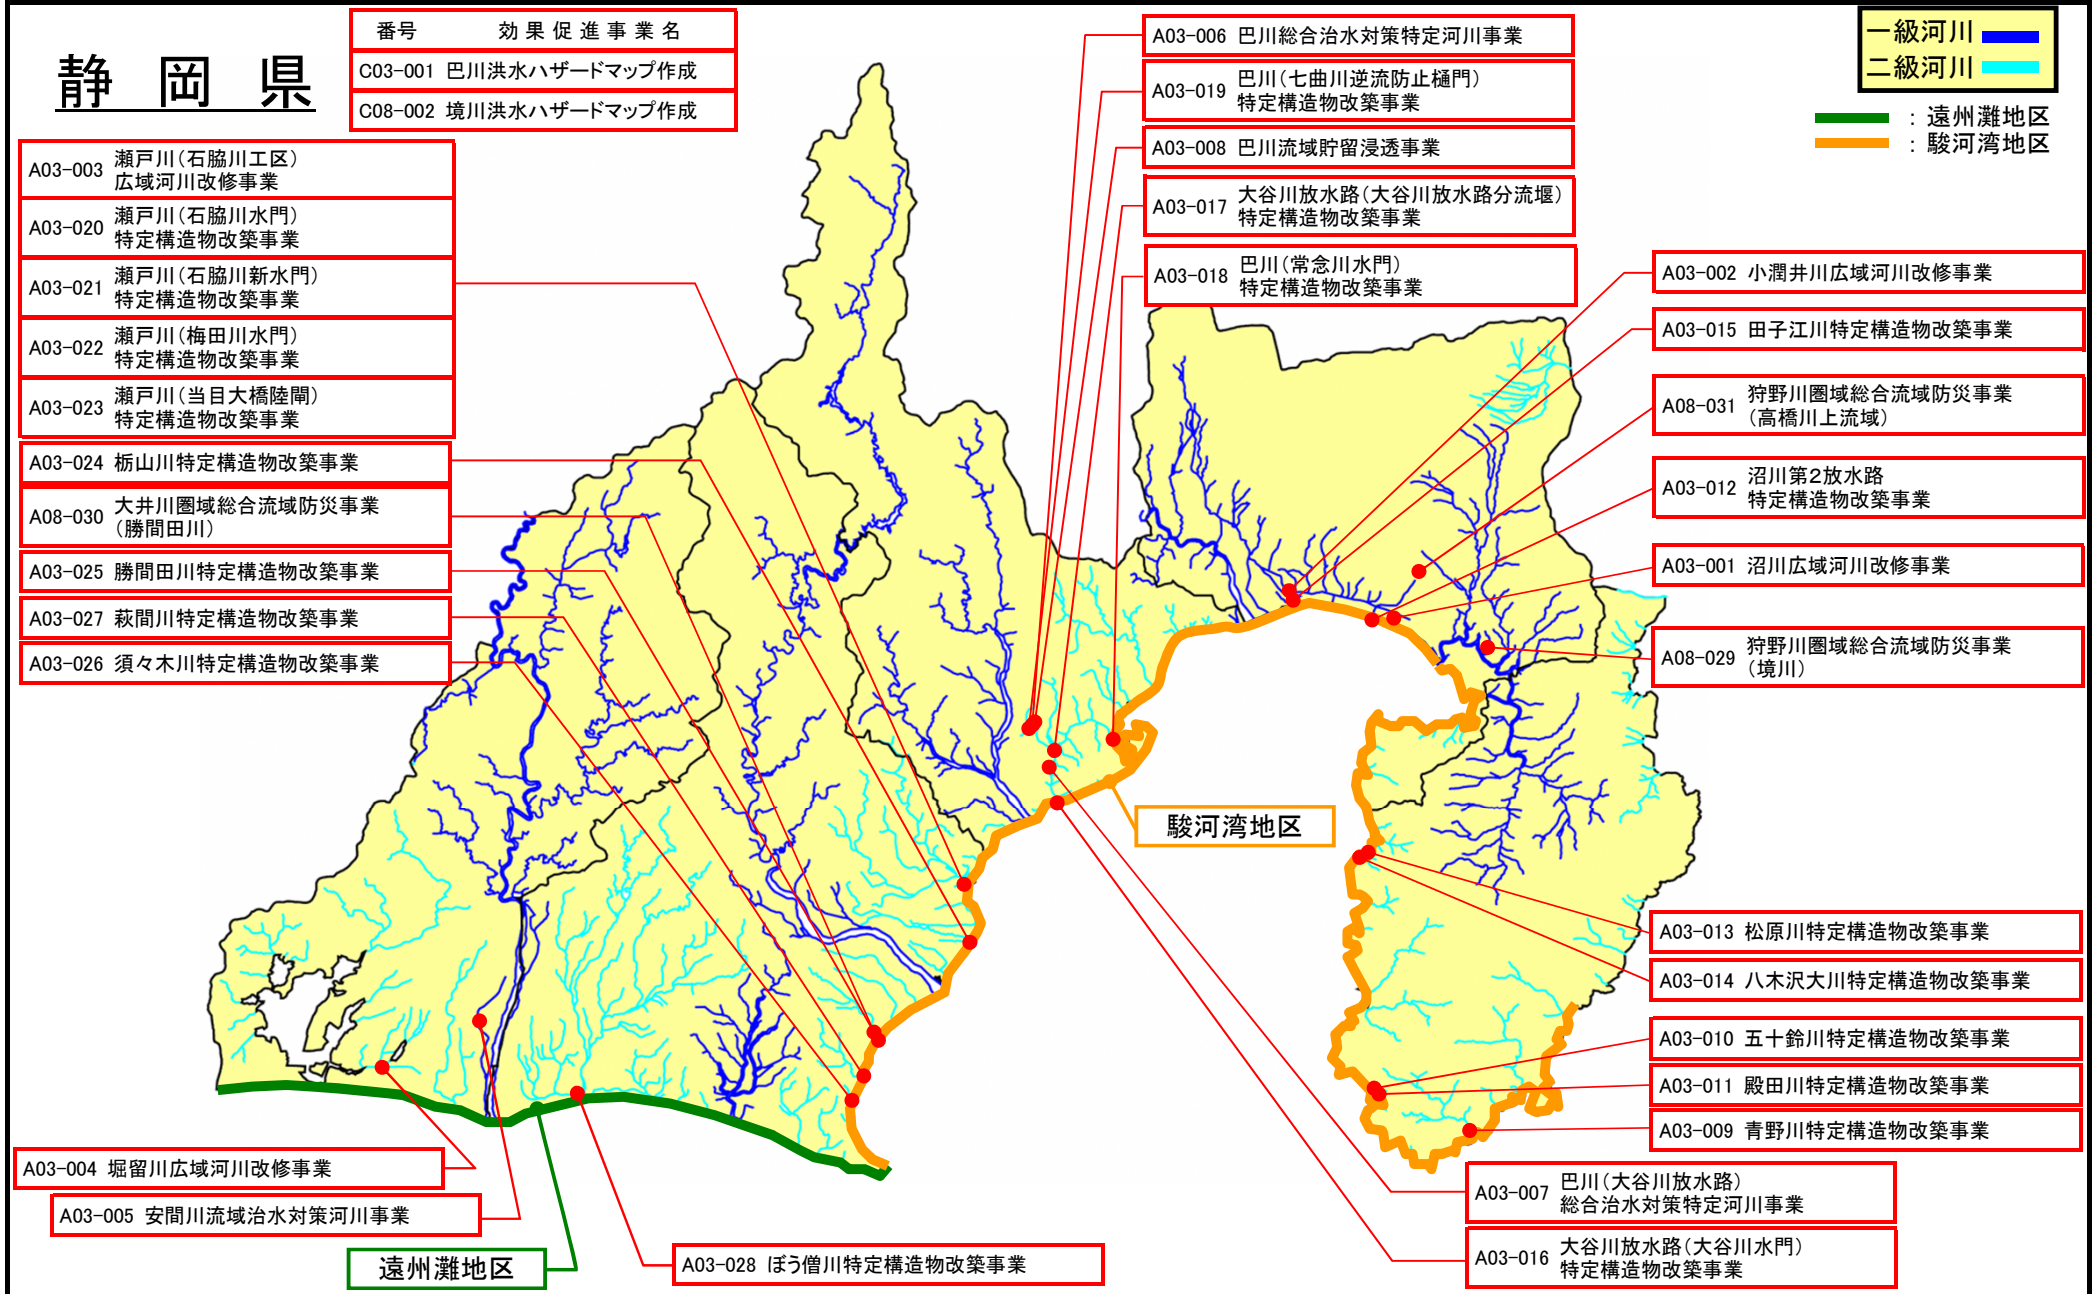 静岡県
番号 効果促進事業名
C03-001 巴川洪水ハザードマップ作成
C08-002 境川洪水ハザードマップ作成
A03-003 瀬戸川(石脇川工区)
広域河川改修事業
A03-020 瀬戸川(石脇川水門)
特定構造物改築事業
A03-021 瀬戸川(石脇川新水門)
特定構造物改築事業
A03-022 瀬戸川(梅田川水門)
特定構造物改築事業
A03-023 瀬戸川(当目大橋陸閘)
特定構造物改築事業
A03-024 栃山川特定構造物改築事業
A08-030 大井川圏域総合流域防災事業
(勝間田川)
A03-025 勝間田川特定構造物改築事業
A03-027 萩間川特定構造物改築事業
A03-026 須々木川特定構造物改築事業
A03-004 堀留川広域河川改修事業
A03-005 安間川流域治水対策河川事業
遠州灘地区
A03-028 ぼう僧川特定構造物改築事業
A03-006 巴川総合治水対策特定河川事業
A03-019 巴川(七曲川逆流防止樋門)
特定構造物改築事業
A03-008 巴川流域貯留浸透事業
A03-017 大谷川放水路(大谷川放水路分流堰)
特定構造物改築事業
A03-018 巴川(常念川水門)
特定構造物改築事業
駿河湾地区
一級河川
二級河川
:遠州灘地区
:駿河湾地区
A03-002 小潤井川広域河川改修事業
A03-015 田子江川特定構造物改築事業
A08-031 狩野川圏域総合流域防災事業
(高橋川上流域)
A03-012 沼川第2放水路
特定構造物改築事業
A03-001 沼川広域河川改修事業
A08-029 狩野川圏域総合流域防災事業
(境川)
A03-013 松原川特定構造物改築事業
A03-014 八木沢大川特定構造物改築事業
A03-010 五十鈴川特定構造物改築事業
A03-011 殿田川特定構造物改築事業
A03-009 青野川特定構造物改築事業
A03-007 巴川(大谷川放水路)
総合治水対策特定河川事業
A03-016 大谷川放水路(大谷川水門)
特定構造物改築事業